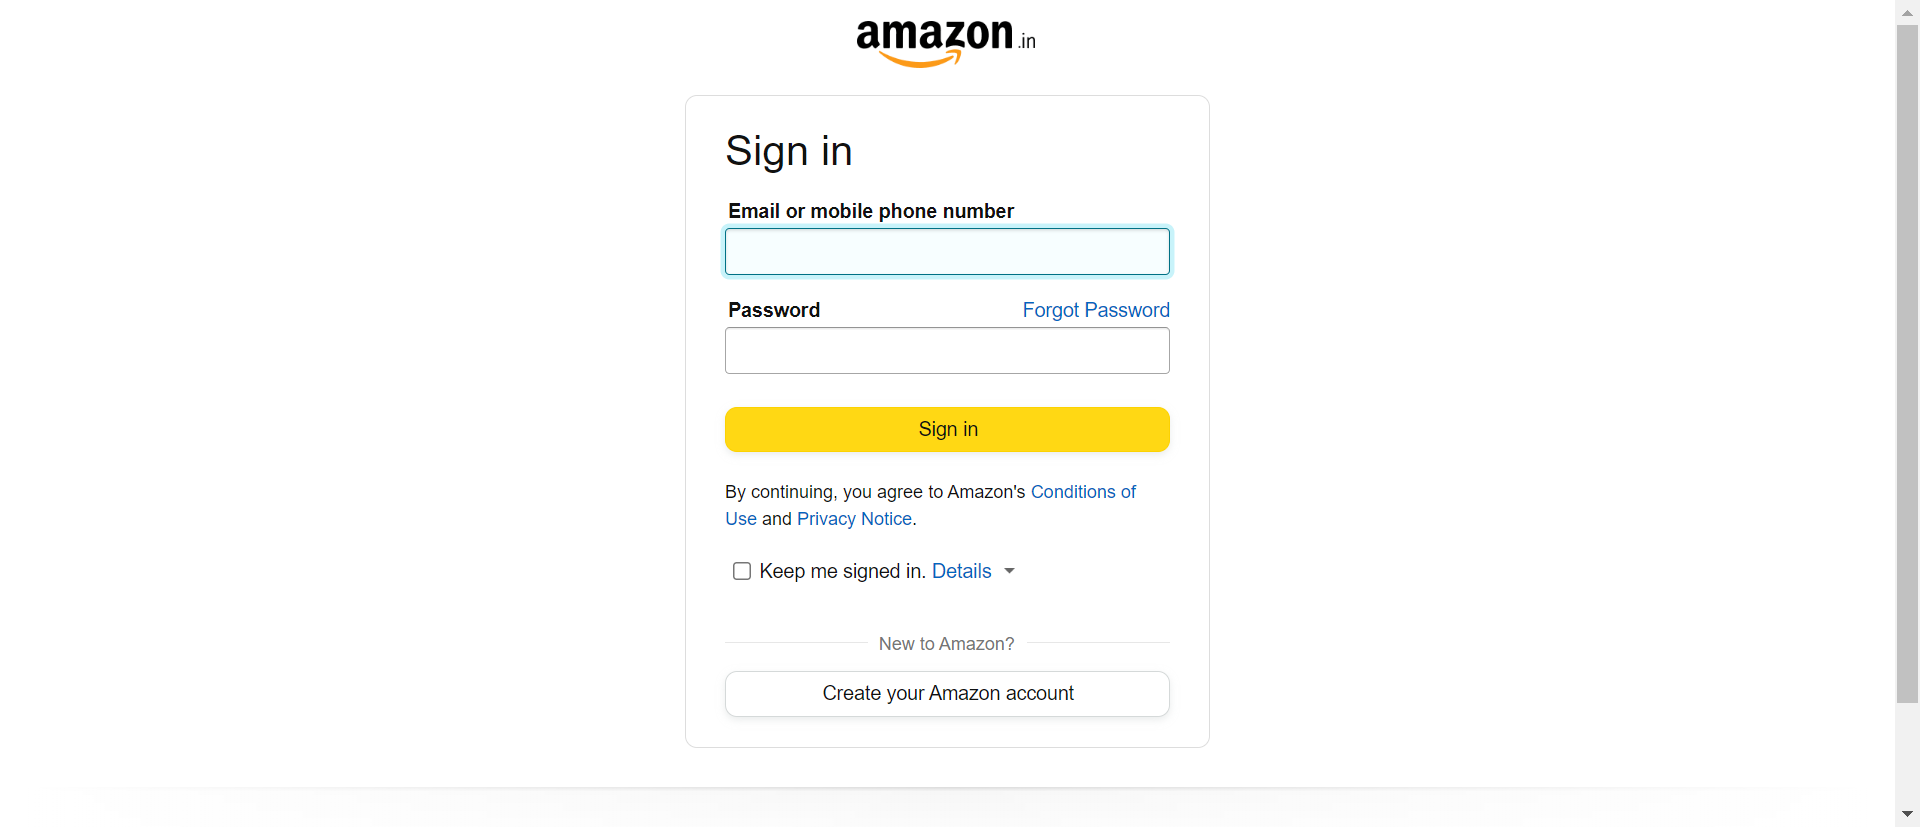 amazon.in
Sign in
Email or mobile phone number
Password
Forgot Password
Sign in
By continuing, you agree to Amazon's Conditions of
Use and Privacy Notice.
Keep me signed in. Details
New to Amazon?
Create your Amazon account